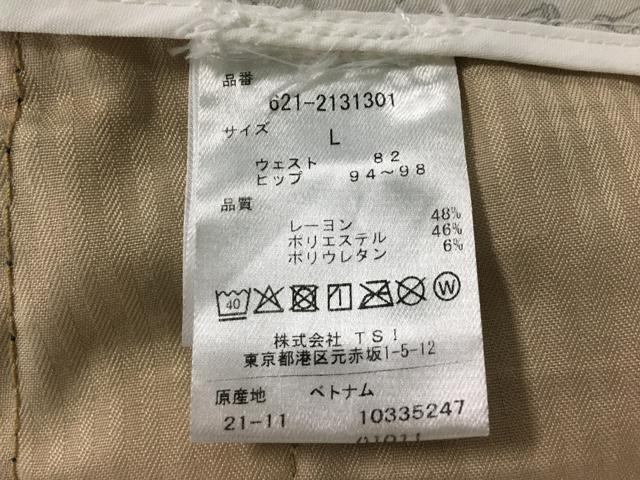 品番
621-2131301
サイズ
L
ウェスト 82
ヒップ 94〜98
品質
レーヨン 48%
ポリエステル 46%
ポリウレタン 6%
40 W
株式会社 TSI
東京都港区元赤坂1-5-12
原産地 ベトナム
21-11 10335247